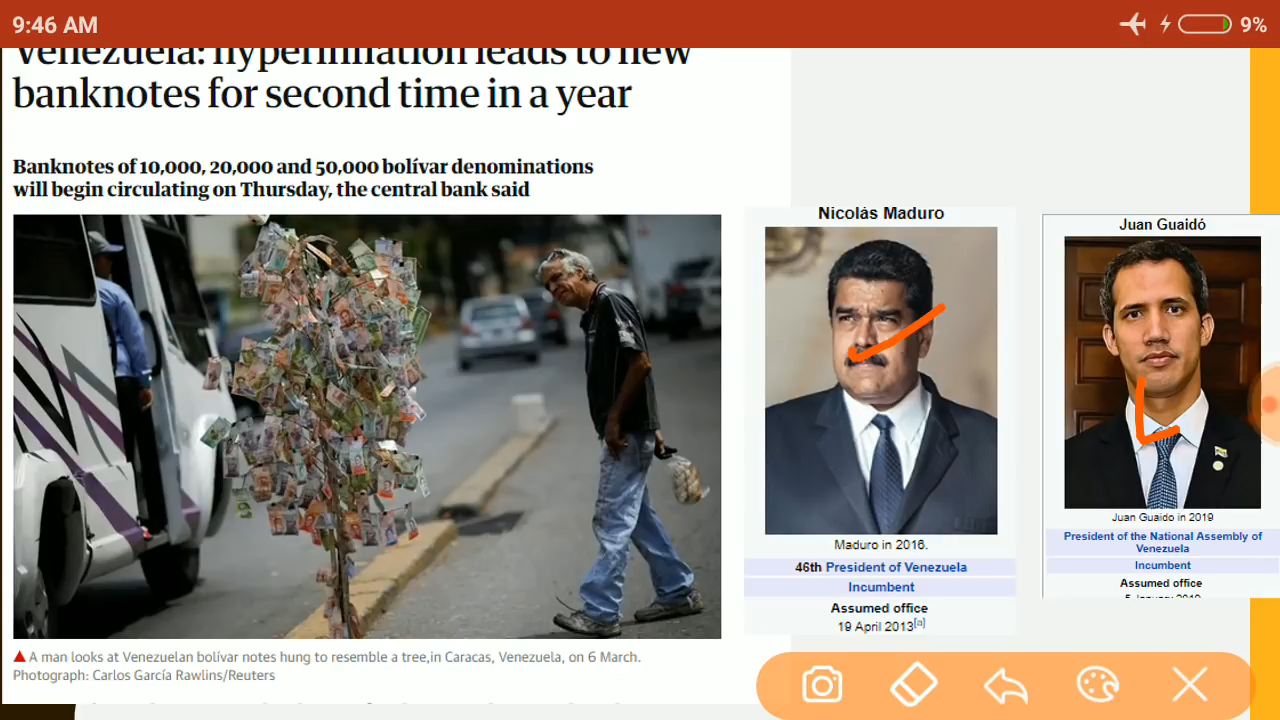 9:46 AM
9%
Venezuela: hyperinflation leads to new
banknotes for second time in a year
Banknotes of 10,000, 20,000 and 50,000 bolívar denominations
will begin circulating on Thursday, the central bank said
A man looks at Venezuelan bolívar notes hung to resemble a tree,in Caracas, Venezuela, on 6 March.
Photograph: Carlos García Rawlins/Reuters
Nicolás Maduro
Maduro in 2016.
46th President of Venezuela
Incumbent
Assumed office
19 April 2013[a]
Juan Guaidó
Juan Guaido in 2019
President of the National Assembly of
Venezuela
Incumbent
Assumed office
5 January 2019